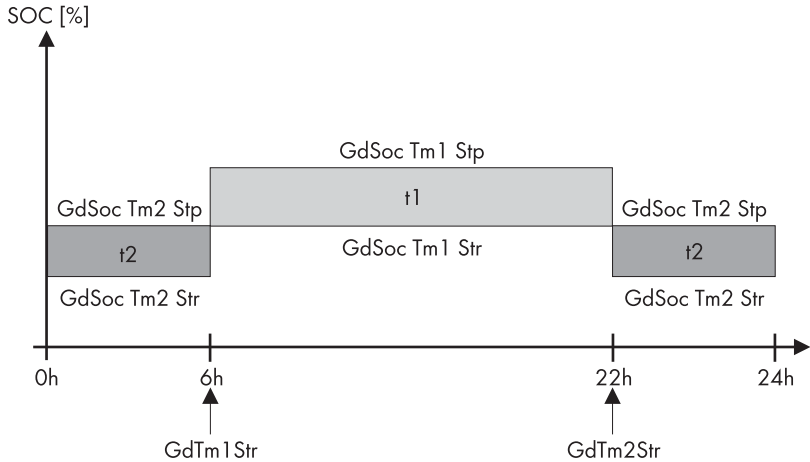 SOC [%]
GdSoc Tm1 Stp
t1
GdSoc Tm2 Stp
GdSoc Tm2 Stp
t2
GdSoc Tm1 Str
t2
GdSoc Tm2 Str
GdSoc Tm2 Str
0h
6h
22h
24h
GdTm1Str
GdTm2Str